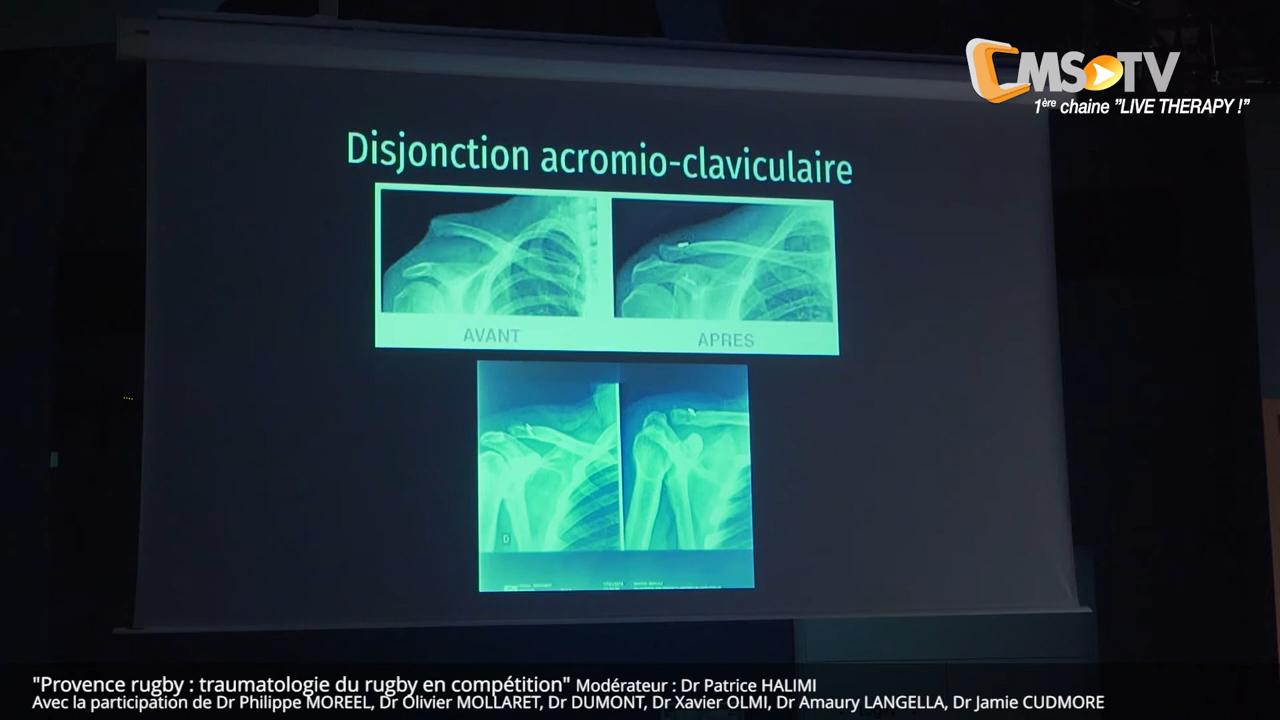 CMS TV
1ère chaine "LIVE THERAPY !"
Disjonction acromio-claviculaire
AVANT
APRES
D
"Provence rugby : traumatologie du rugby en compétition" Modérateur : Dr Patrice HALIMI
Avec la participation de Dr Philippe MOREEL, Dr Olivier MOLLARET, Dr DUMONT, Dr Xavier OLMI, Dr Amaury LANGELLA, Dr Jamie CUDMORE